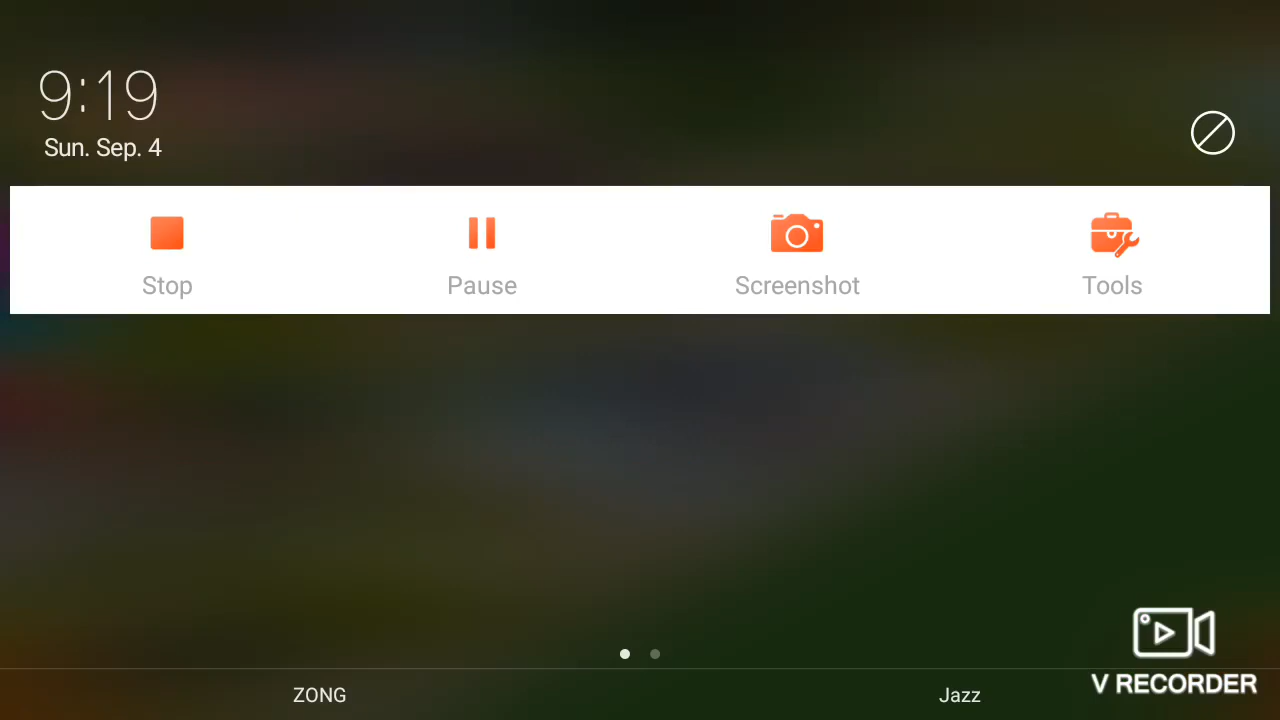 9:19
Sun. Sep. 4
Stop
Pause
Screenshot
Tools
V RECORDER
ZONG
Jazz